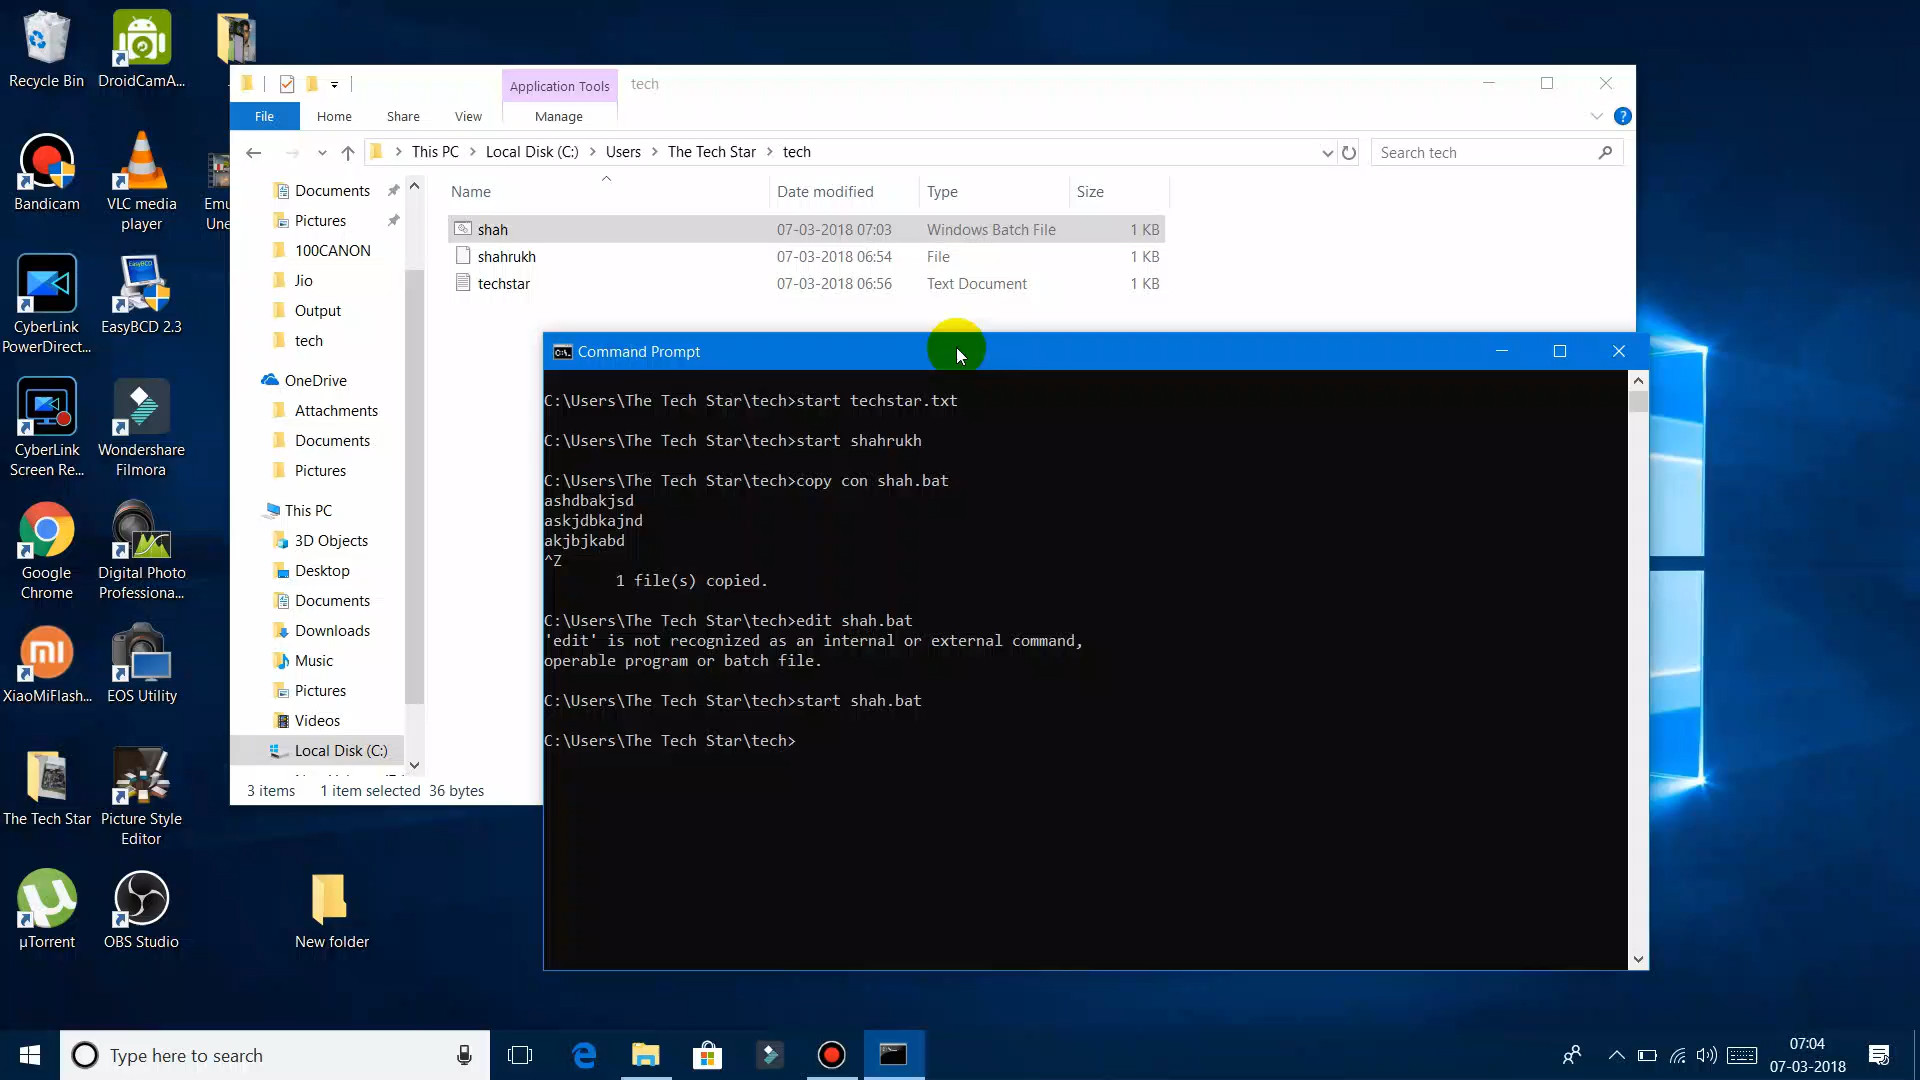 Recycle Bin
DroidCamA...
Bandicam
VLC media
player
Emu
Une
CyberLink
PowerDirect...
EasyBCD 2.3
CyberLink
Screen Re...
Wondershare
Filmora
Google
Chrome
Digital Photo
Professiona...
XiaoMiFlash...
EOS Utility
The Tech Star
Picture Style
Editor
µTorrent
OBS Studio
New folder
Application Tools
tech
File
Home
Share
View
Manage
This PC > Local Disk (C:) > Users > The Tech Star > tech
Search tech
Documents
Pictures
100CANON
Jio
Output
tech
OneDrive
Attachments
Documents
Pictures
This PC
3D Objects
Desktop
Documents
Downloads
Music
Pictures
Videos
Local Disk (C:)
Name Date modified Type Size
shah 07-03-2018 07:03 Windows Batch File 1 KB
shahrukh 07-03-2018 06:54 File 1 KB
techstar 07-03-2018 06:56 Text Document 1 KB
3 items 1 item selected 36 bytes
Command Prompt
C:\Users\The Tech Star\tech>start techstar.txt
C:\Users\The Tech Star\tech>start shahrukh
C:\Users\The Tech Star\tech>copy con shah.bat
ashdbakjsd
askjdbkajnd
akjbjkabd
^Z
1 file(s) copied.
C:\Users\The Tech Star\tech>edit shah.bat
'edit' is not recognized as an internal or external command,
operable program or batch file.
C:\Users\The Tech Star\tech>start shah.bat
C:\Users\The Tech Star\tech>
Type here to search
07:04
07-03-2018